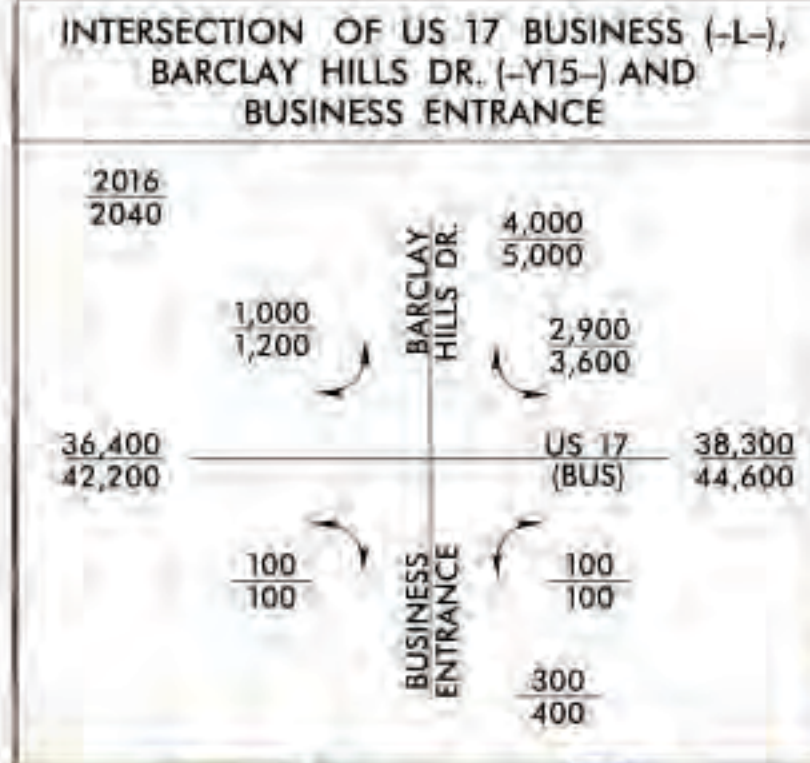 INTERSECTION OF US 17 BUSINESS (-L-),
BARCLAY HILLS DR. (-Y15-) AND
BUSINESS ENTRANCE
2016
2040
BARCLAY
HILLS DR.
4,000
5,000
1,000
1,200
2,900
3,600
36,400
42,200
US 17
(BUS)
38,300
44,600
100
100
BUSINESS
ENTRANCE
100
100
300
400